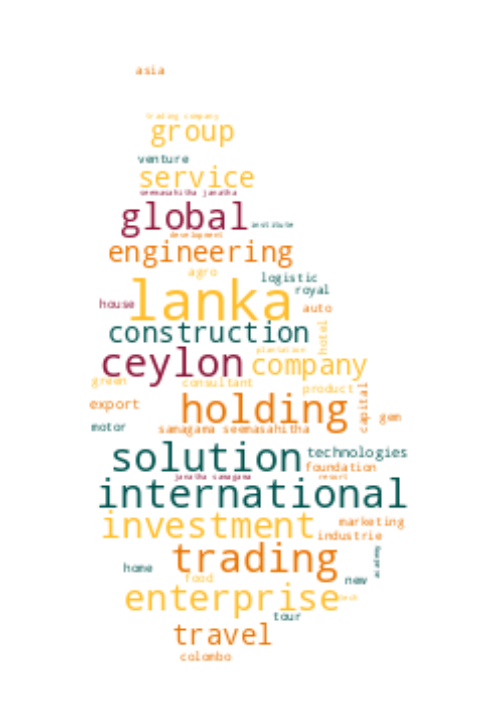 asia
trading company
group
venture
service
seemasahitha janatha
global
institute
development
engineering
agro
logistic
lanka
royal
house
auto
construction
hotel
plantation
ceylon
company
green
consultant
product
capital
export
holding
gem
motor
samagama seemasahitha
solution
technologies
foundation
janatha samagama
resort
international
investment
marketing
industrie
trading
academy
home
food
new
enterprise
tech
tour
travel
colombo